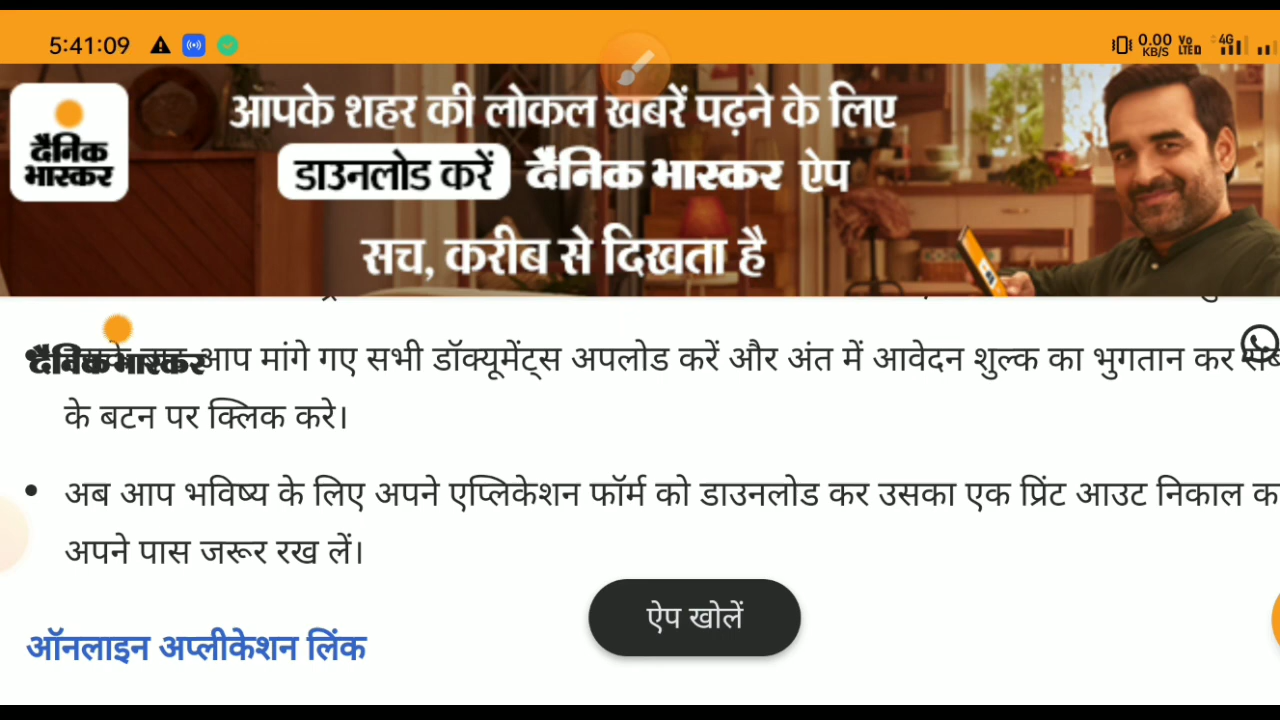 5:41:09
0.00 KB/S
Vo LTE
4G
दैनिक
भास्कर
आपके शहर की लोकल खबरें पढ़ने के लिए
डाउनलोड करें दैनिक भास्कर ऐप
सच, करीब से दिखता है
दैनिक भास्कर
आप मांगे गए सभी डॉक्यूमेंट्स अपलोड करें और अंत में आवेदन शुल्क का भुगतान कर
के बटन पर क्लिक करे।
• अब आप भविष्य के लिए अपने एप्लिकेशन फॉर्म को डाउनलोड कर उसका एक प्रिंट आउट निकाल
अपने पास जरूर रख लें।
ऐप खोलें
ऑनलाइन अप्लीकेशन लिंक